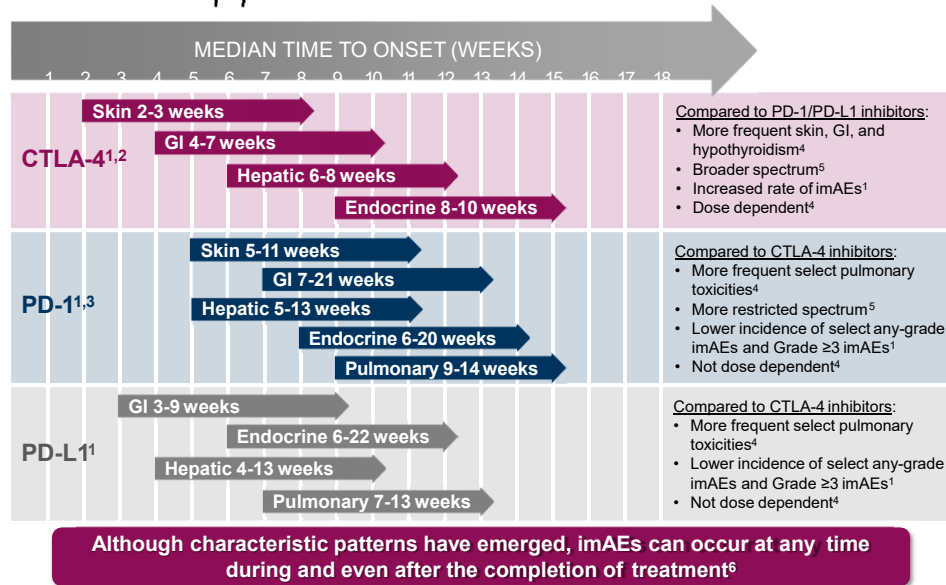 MEDIAN TIME TO ONSET (WEEKS)
1 2 3 4 5 6 7 8 9 10 11 12 13 14 15 16 17 18
CTLA-4¹,²
Skin 2-3 weeks
GI 4-7 weeks
Hepatic 6-8 weeks
Endocrine 8-10 weeks
Compared to PD-1/PD-L1 inhibitors:
• More frequent skin, GI, and
hypothyroidism⁴
• Broader spectrum⁵
• Increased rate of imAEs¹
• Dose dependent⁴
PD-1¹,³
Skin 5-11 weeks
GI 7-21 weeks
Hepatic 5-13 weeks
Endocrine 6-20 weeks
Pulmonary 9-14 weeks
Compared to CTLA-4 inhibitors:
• More frequent select pulmonary
toxicities⁴
• More restricted spectrum⁵
• Lower incidence of select any-grade
imAEs and Grade ≥3 imAEs¹
• Not dose dependent⁴
PD-L1¹
GI 3-9 weeks
Endocrine 6-22 weeks
Hepatic 4-13 weeks
Pulmonary 7-13 weeks
Compared to CTLA-4 inhibitors:
• More frequent select pulmonary
toxicities⁴
• Lower incidence of select any-grade
imAEs and Grade ≥3 imAEs¹
• Not dose dependent⁴
Although characteristic patterns have emerged, imAEs can occur at any time
during and even after the completion of treatment⁶